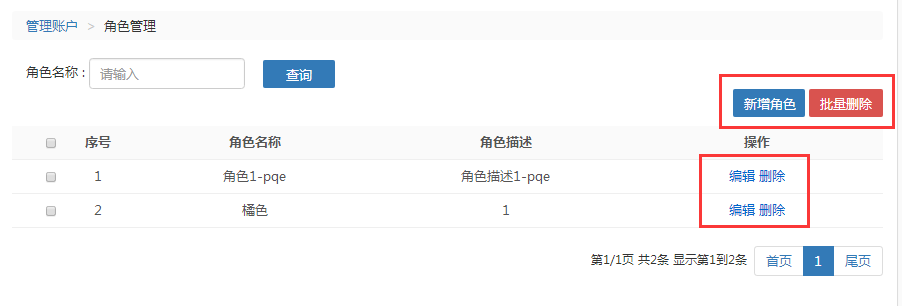 管理账户 > 角色管理
角色名称 : 请输入 查询
新增角色 批量删除
序号 角色名称 角色描述 操作
1 角色1-pqe 角色描述1-pqe 编辑 删除
2 橘色 1 编辑 删除
第1/1页 共2条 显示第1到2条 首页 1 尾页